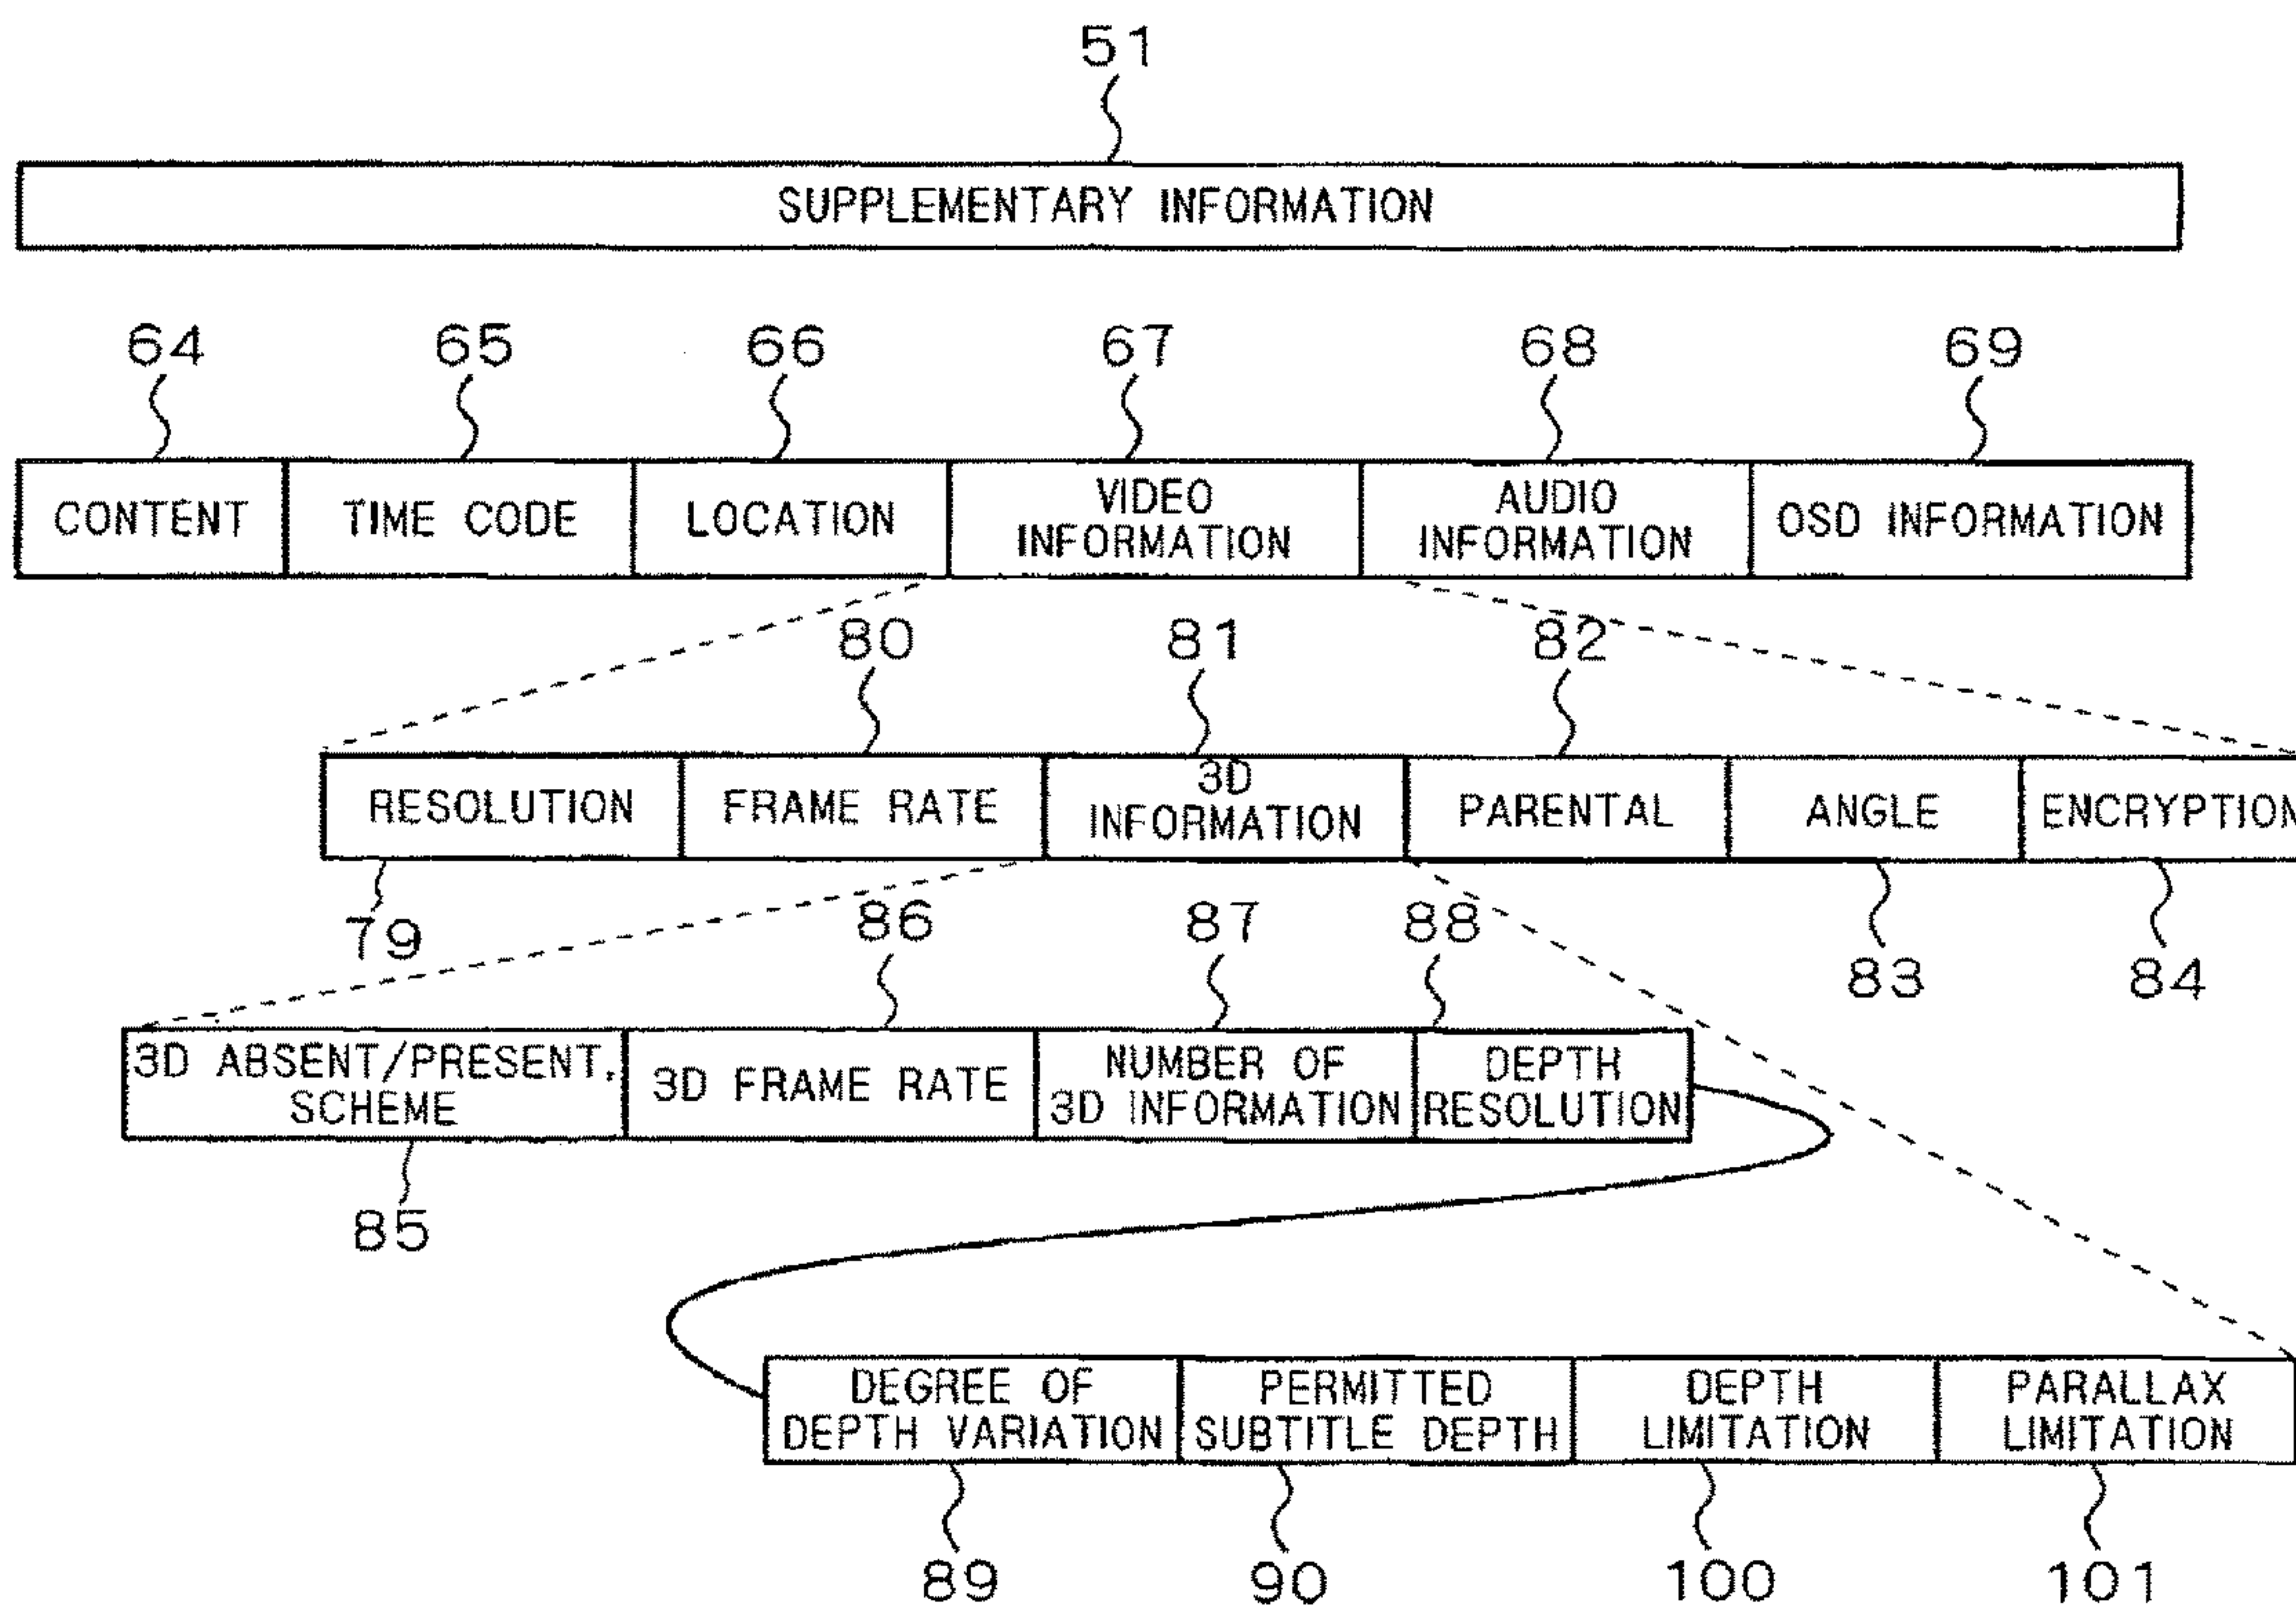 51
SUPPLEMENTARY INFORMATION
64 65 66 67 68 69
CONTENT TIME CODE LOCATION VIDEO INFORMATION AUDIO INFORMATION OSD INFORMATION
80 81 82
RESOLUTION FRAME RATE 3D INFORMATION PARENTAL ANGLE ENCRYPTION
79 86 87 88 83 84
3D ABSENT/PRESENT, SCHEME 3D FRAME RATE NUMBER OF 3D INFORMATION DEPTH RESOLUTION
85
DEGREE OF DEPTH VARIATION PERMITTED SUBTITLE DEPTH DEPTH LIMITATION PARALLAX LIMITATION
89 90 100 101